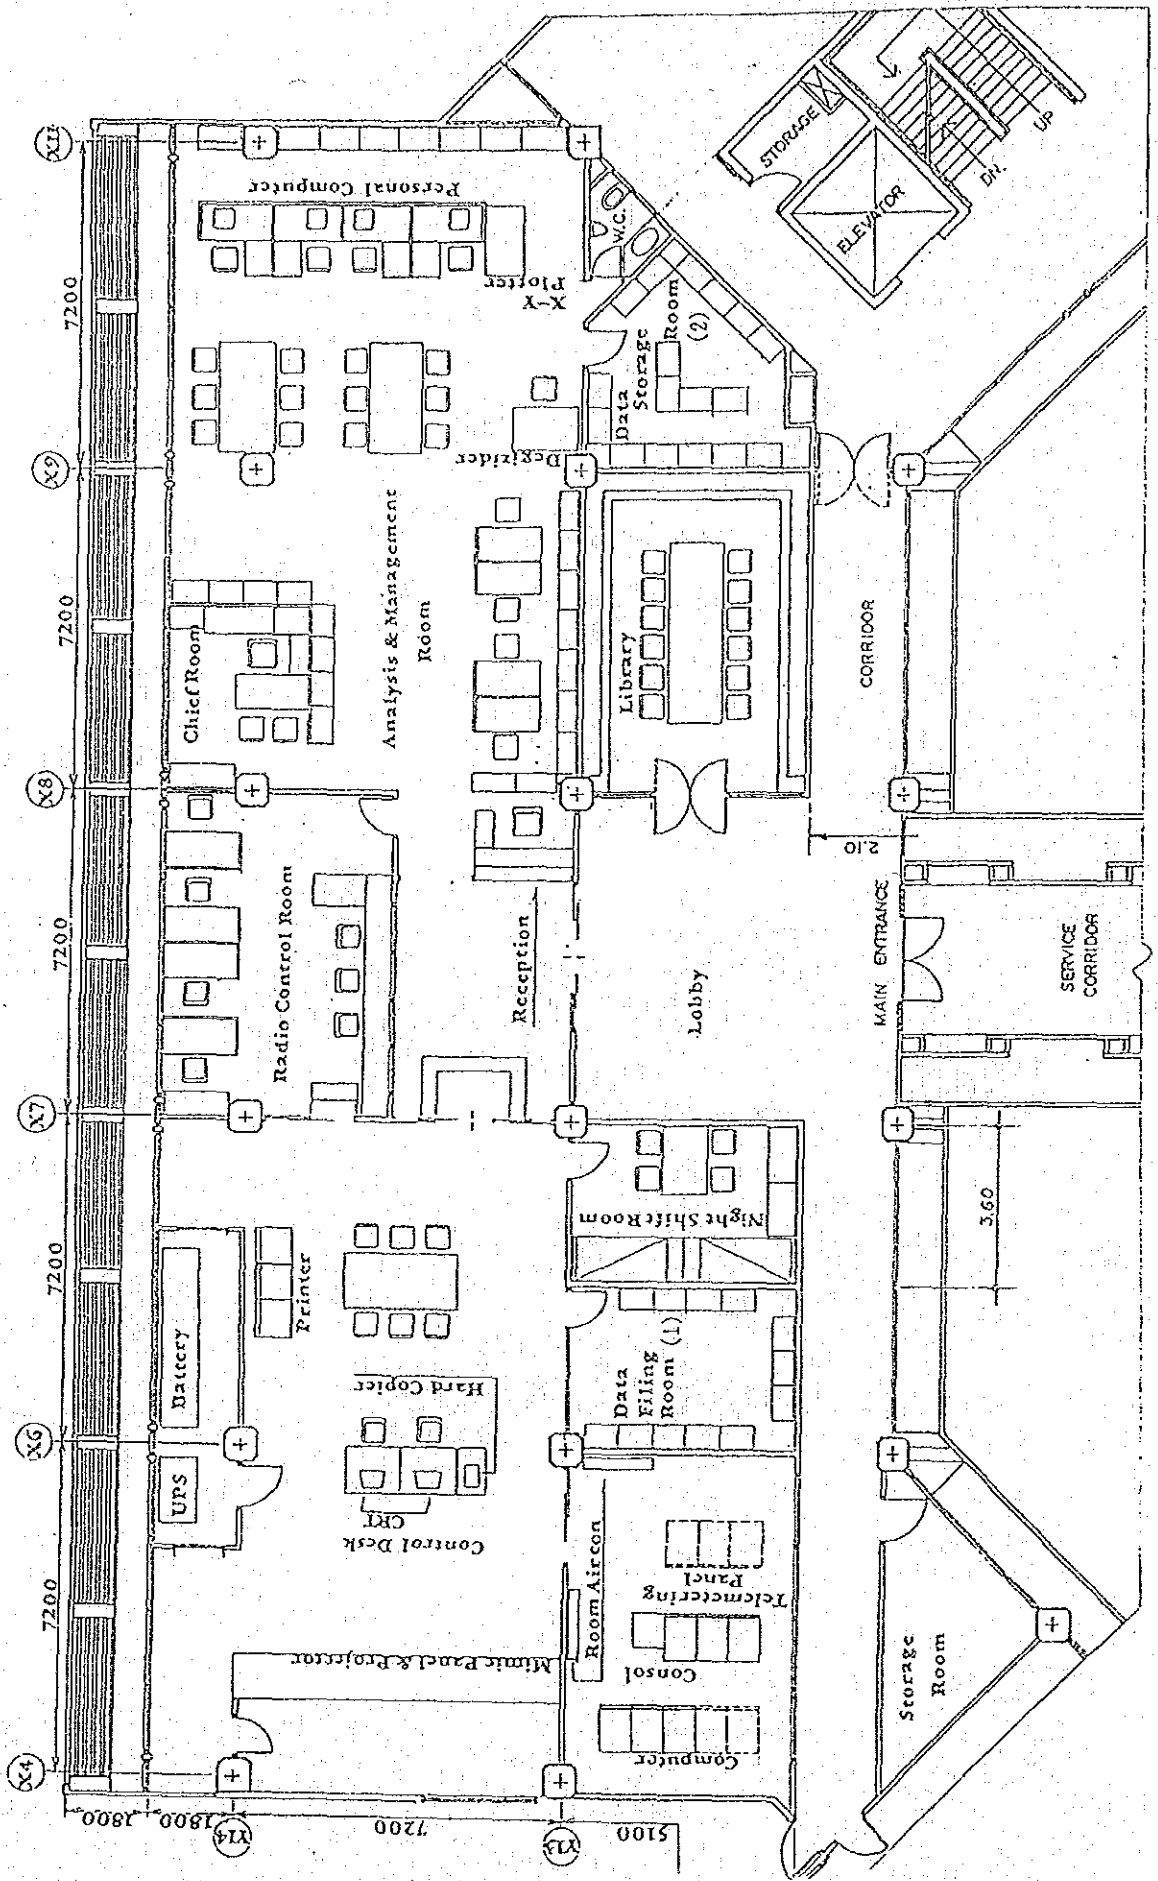 X11
7200
X9
7200
X8
7200
X7
7200
X6
7200
X4
1800
1800
Y14
7200
Y13
5100
Personal Computer
X-Y
Plotter
W.C.
STORAGE
ELEVATOR
UP
DN.
Data
Storage
Room
(2)
Degizider
Analysis & Management
Room
Chief Room
Library
CORRIDOR
2.10
Radio Control Room
Reception
Lobby
MAIN ENTRANCE
SERVICE
CORRIDOR
3.60
Night Shift Room
Battery
Printer
Hard Copier
Data
Filing
Room (1)
UPS
CRT
Control Desk
Room Aircon
Telemetering
Panel
Mimic Panel & Projector
Consol
Computer
Storage
Room